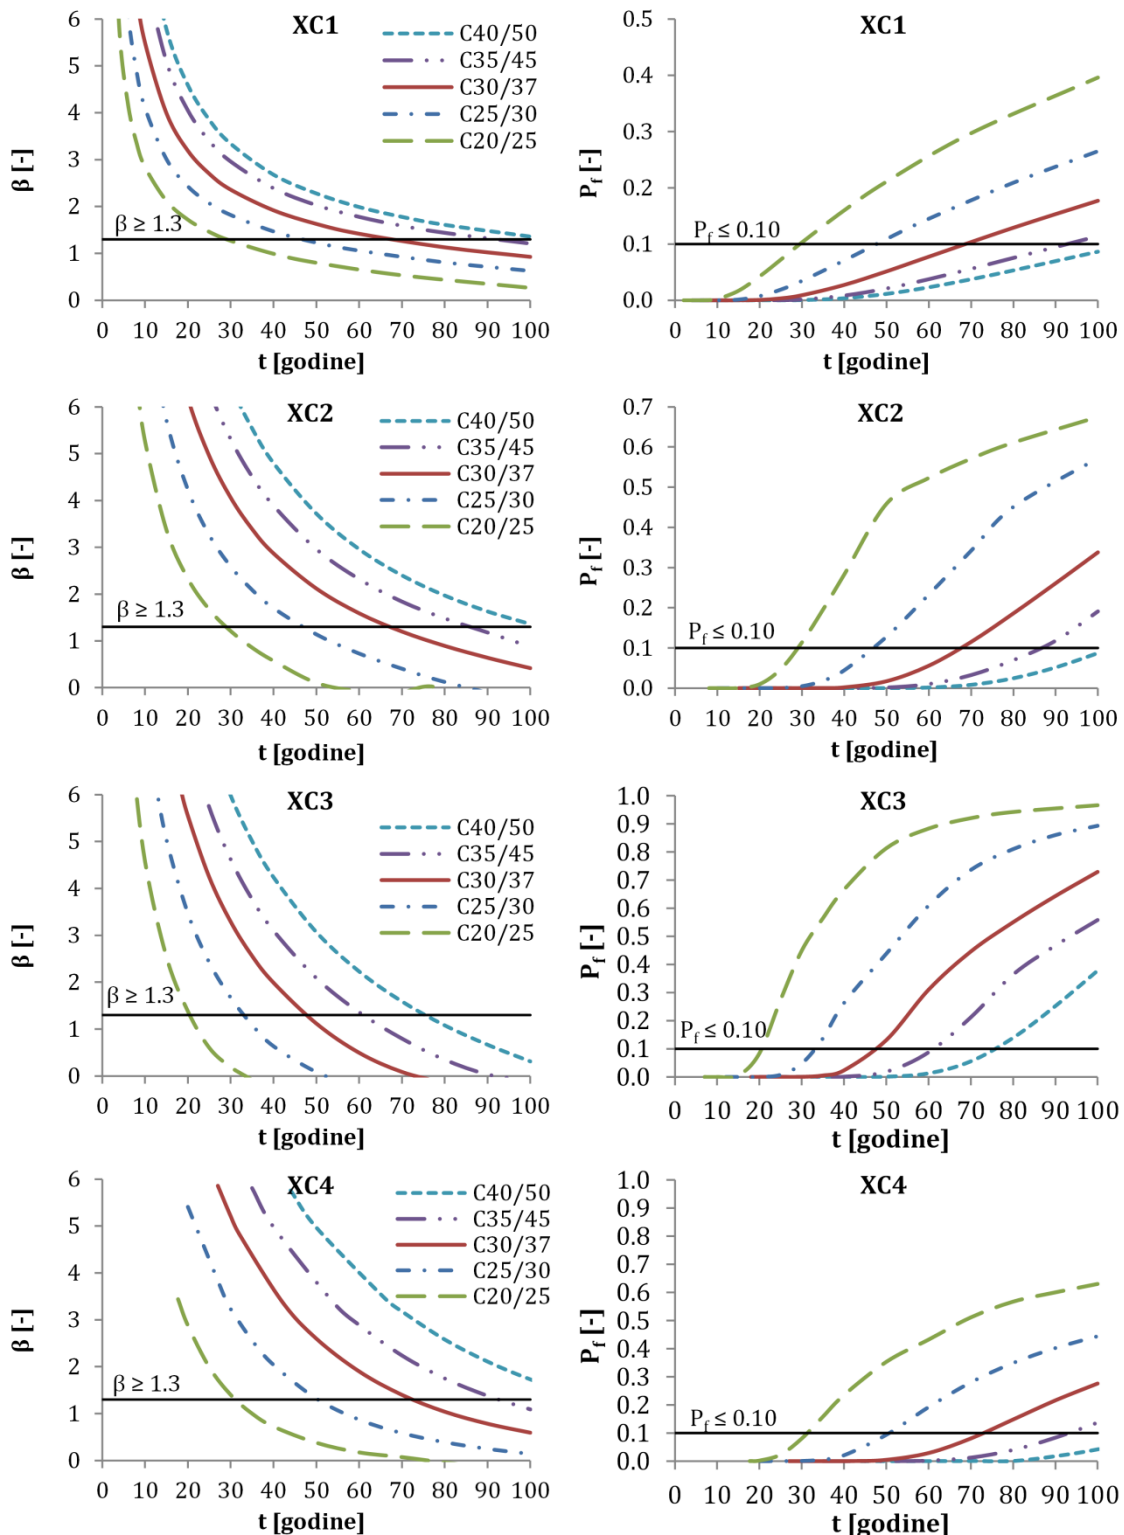 XC1
β [-]
6
5
4
3
2
1
0
β ≥ 1.3
C40/50
C35/45
C30/37
C25/30
C20/25
0 10 20 30 40 50 60 70 80 90 100
t [godine]
XC1
P_f [-]
0.5
0.4
0.3
0.2
0.1
0.0
P_f ≤ 0.10
0 10 20 30 40 50 60 70 80 90 100
t [godine]
XC2
β [-]
6
5
4
3
2
1
0
β ≥ 1.3
C40/50
C35/45
C30/37
C25/30
C20/25
0 10 20 30 40 50 60 70 80 90 100
t [godine]
XC2
P_f [-]
0.7
0.6
0.5
0.4
0.3
0.2
0.1
0.0
P_f ≤ 0.10
0 10 20 30 40 50 60 70 80 90 100
t [godine]
XC3
β [-]
6
5
4
3
2
1
0
β ≥ 1.3
C40/50
C35/45
C30/37
C25/30
C20/25
0 10 20 30 40 50 60 70 80 90 100
t [godine]
XC3
P_f [-]
1.0
0.9
0.8
0.7
0.6
0.5
0.4
0.3
0.2
0.1
0.0
P_f ≤ 0.10
0 10 20 30 40 50 60 70 80 90 100
t [godine]
XC4
β [-]
6
5
4
3
2
1
0
β ≥ 1.3
C40/50
C35/45
C30/37
C25/30
C20/25
0 10 20 30 40 50 60 70 80 90 100
t [godine]
XC4
P_f [-]
1.0
0.9
0.8
0.7
0.6
0.5
0.4
0.3
0.2
0.1
0.0
P_f ≤ 0.10
0 10 20 30 40 50 60 70 80 90 100
t [godine]